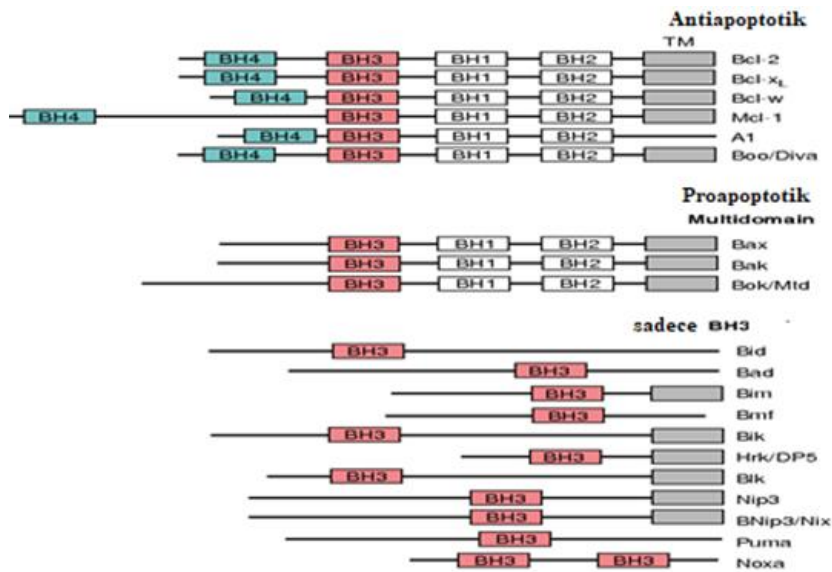 Antiapoptotik
TM
BH4 BH3 BH1 BH2 Bcl-2
BH4 BH3 BH1 BH2 Bcl-xL
BH4 BH3 BH1 BH2 Bcl-w
BH4 BH3 BH1 BH2 Mcl-1
BH4 BH3 BH1 BH2 A1
BH4 BH3 BH1 BH2 Boo/Diva
Proapoptotik
Multidomain
BH3 BH1 BH2 Bax
BH3 BH1 BH2 Bak
BH3 BH1 BH2 Bok/Mtd
sadece BH3
BH3 Bid
BH3 Bad
BH3 Bim
BH3 Bmf
BH3 Bik
BH3 Hrk/DP5
BH3 Blk
BH3 Nip3
BH3 BNip3/Nix
BH3 Puma
BH3 BH3 Noxa